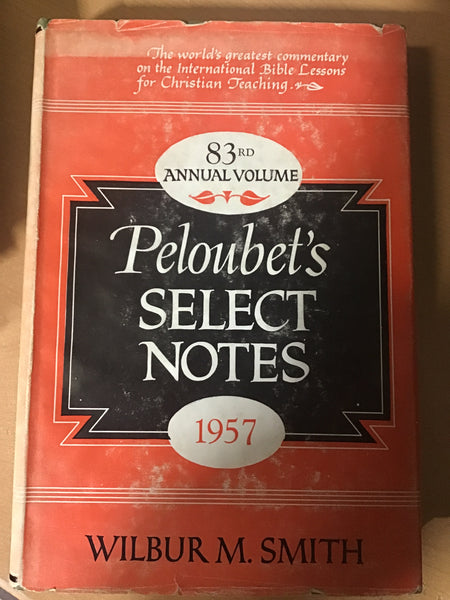 The world's greatest commentary
on the International Bible Lessons
for Christian Teaching.
83RD
ANNUAL VOLUME
Peloubet's
SELECT
NOTES
1957
WILBUR M. SMITH